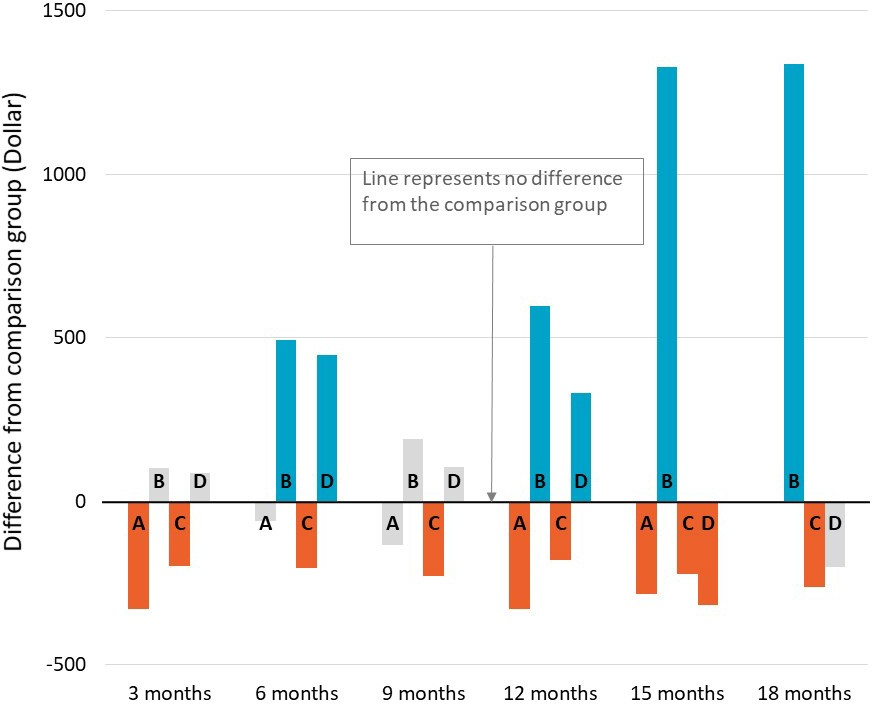 Difference from comparison group (Dollar)
1500
1000
500
0
-500
Line represents no difference
from the comparison group
A B C D
A B C D
A B C D
A B C D
A B C D
B C D
3 months 6 months 9 months 12 months 15 months 18 months